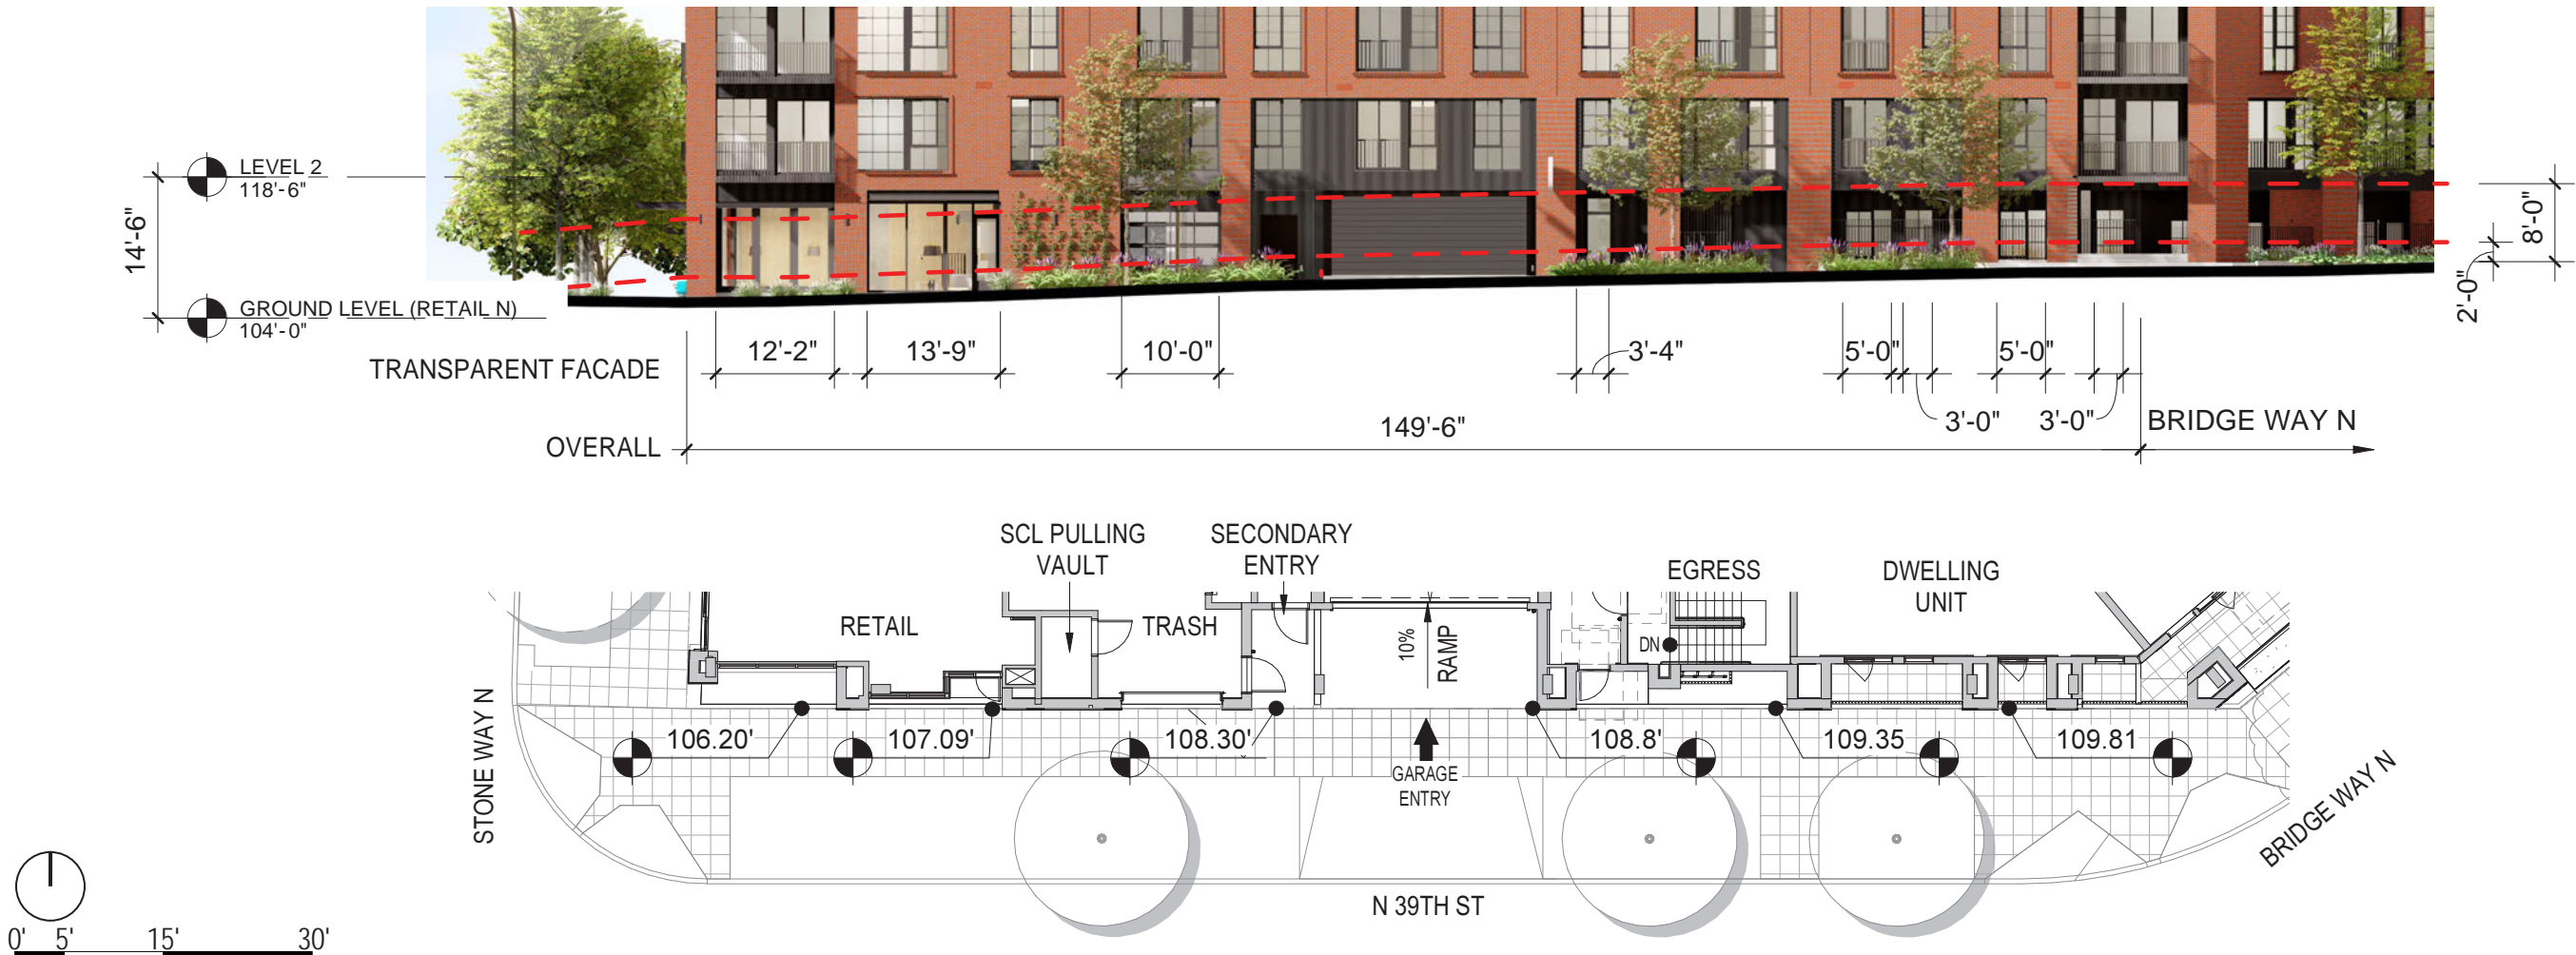 LEVEL 2
118'-6"
14'-6"
GROUND LEVEL (RETAIL N)
104'-0"
8'-0"
2'-0"
TRANSPARENT FACADE
12'-2"
13'-9"
10'-0"
3'-4"
5'-0"
5'-0"
3'-0"
3'-0"
OVERALL
149'-6"
BRIDGE WAY N
SCL PULLING
VAULT
SECONDARY
ENTRY
EGRESS
DWELLING
UNIT
RETAIL
TRASH
10%
RAMP
DN
106.20'
107.09'
108.30'
108.8'
109.35
109.81
GARAGE
ENTRY
STONE WAY N
BRIDGE WAY N
N 39TH ST
0' 5' 15' 30'